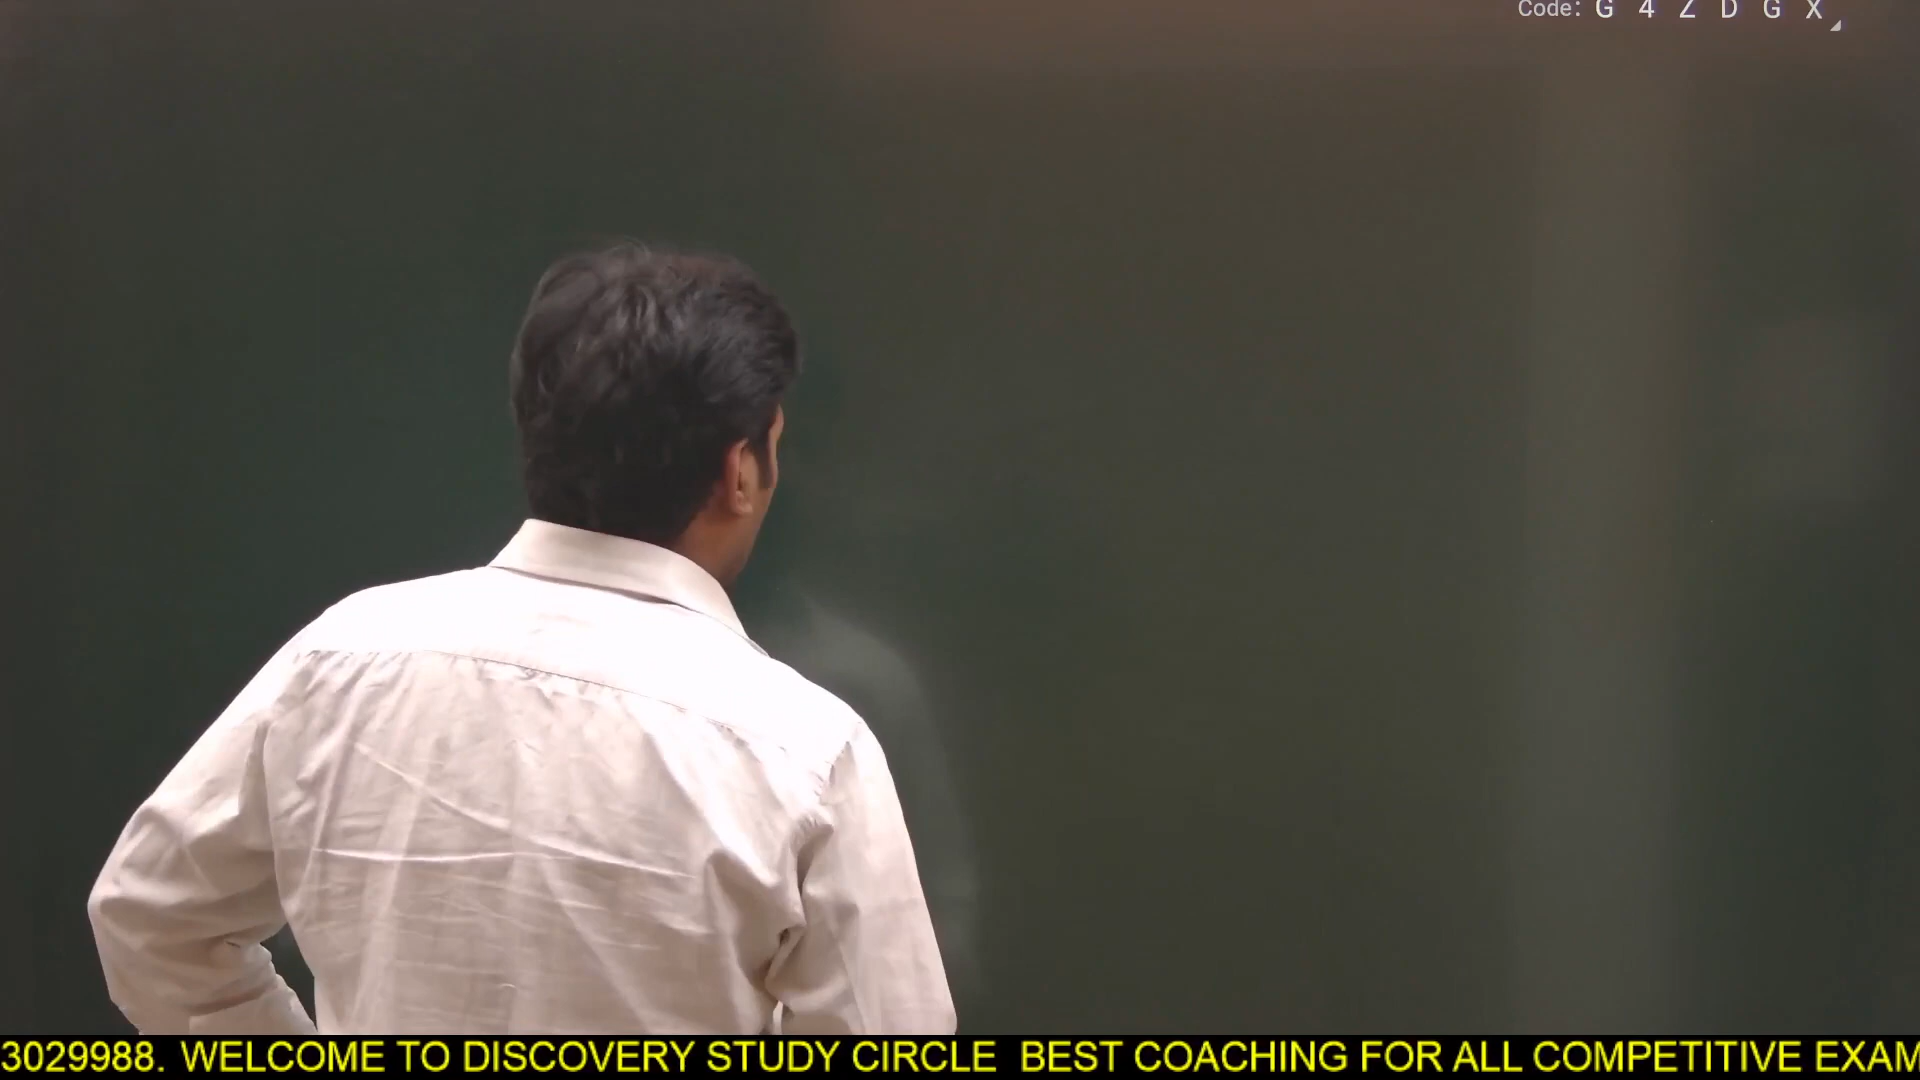 Code: G 4 Z D G X
3029988. WELCOME TO DISCOVERY STUDY CIRCLE BEST COACHING FOR ALL COMPETITIVE EXAM